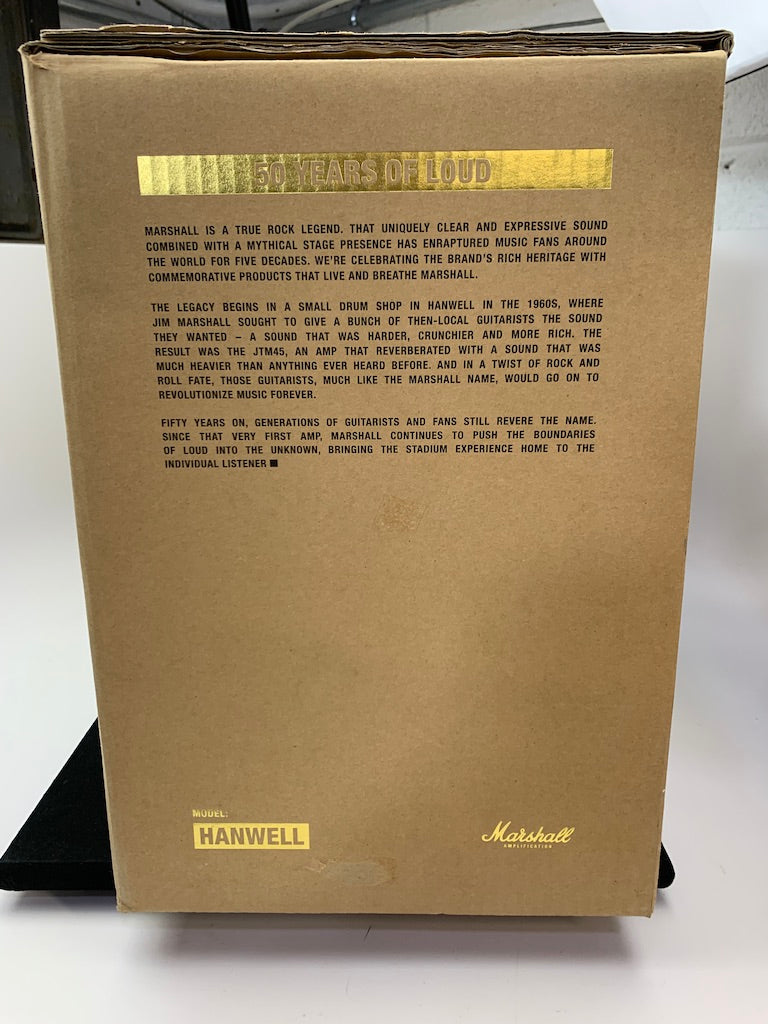 50 YEARS OF LOUD
MARSHALL IS A TRUE ROCK LEGEND. THAT UNIQUELY CLEAR AND EXPRESSIVE SOUND
COMBINED WITH A MYTHICAL STAGE PRESENCE HAS ENRAPTURED MUSIC FANS AROUND
THE WORLD FOR FIVE DECADES. WE'RE CELEBRATING THE BRAND'S RICH HERITAGE WITH
COMMEMORATIVE PRODUCTS THAT LIVE AND BREATHE MARSHALL.
THE LEGACY BEGINS IN A SMALL DRUM SHOP IN HANWELL IN THE 1960S, WHERE
JIM MARSHALL SOUGHT TO GIVE A BUNCH OF THEN-LOCAL GUITARISTS THE SOUND
THEY WANTED – A SOUND THAT WAS HARDER, CRUNCHIER AND MORE RICH. THE
RESULT WAS THE JTM45, AN AMP THAT REVERBERATED WITH A SOUND THAT WAS
MUCH HEAVIER THAN ANYTHING EVER HEARD BEFORE. AND IN A TWIST OF ROCK AND
ROLL FATE, THOSE GUITARISTS, MUCH LIKE THE MARSHALL NAME, WOULD GO ON TO
REVOLUTIONIZE MUSIC FOREVER.
FIFTY YEARS ON, GENERATIONS OF GUITARISTS AND FANS STILL REVERE THE NAME.
SINCE THAT VERY FIRST AMP, MARSHALL CONTINUES TO PUSH THE BOUNDARIES
OF LOUD INTO THE UNKNOWN, BRINGING THE STADIUM EXPERIENCE HOME TO THE
INDIVIDUAL LISTENER ■
MODEL:
HANWELL
Marshall
AMPLIFICATION